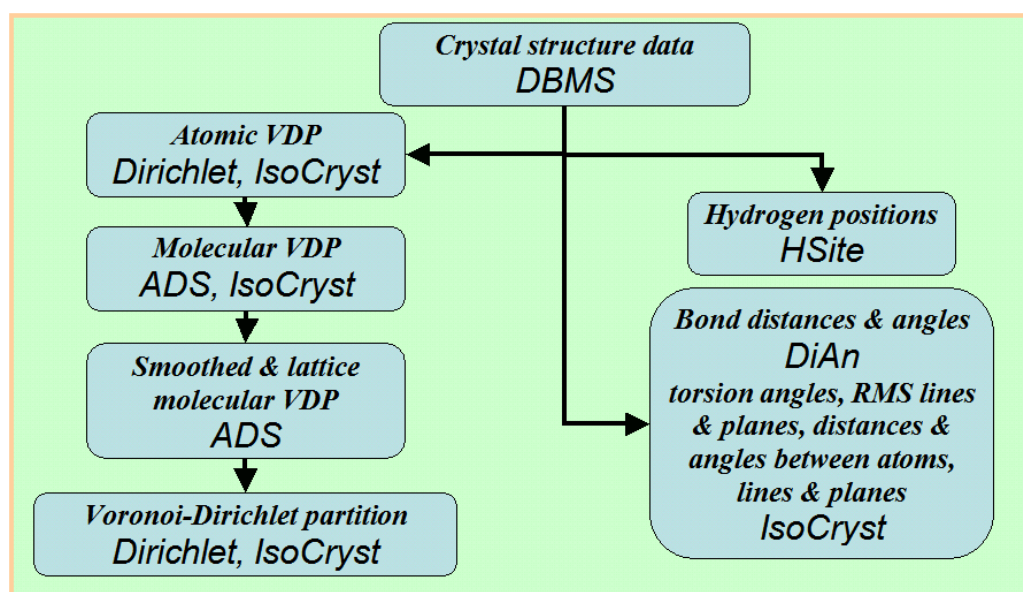 Crystal structure data
DBMS
Atomic VDP
Dirichlet, IsoCryst
Molecular VDP
ADS, IsoCryst
Smoothed & lattice
molecular VDP
ADS
Voronoi-Dirichlet partition
Dirichlet, IsoCryst
Hydrogen positions
HSite
Bond distances & angles
DiAn
torsion angles, RMS lines
& planes, distances &
angles between atoms,
lines & planes
IsoCryst